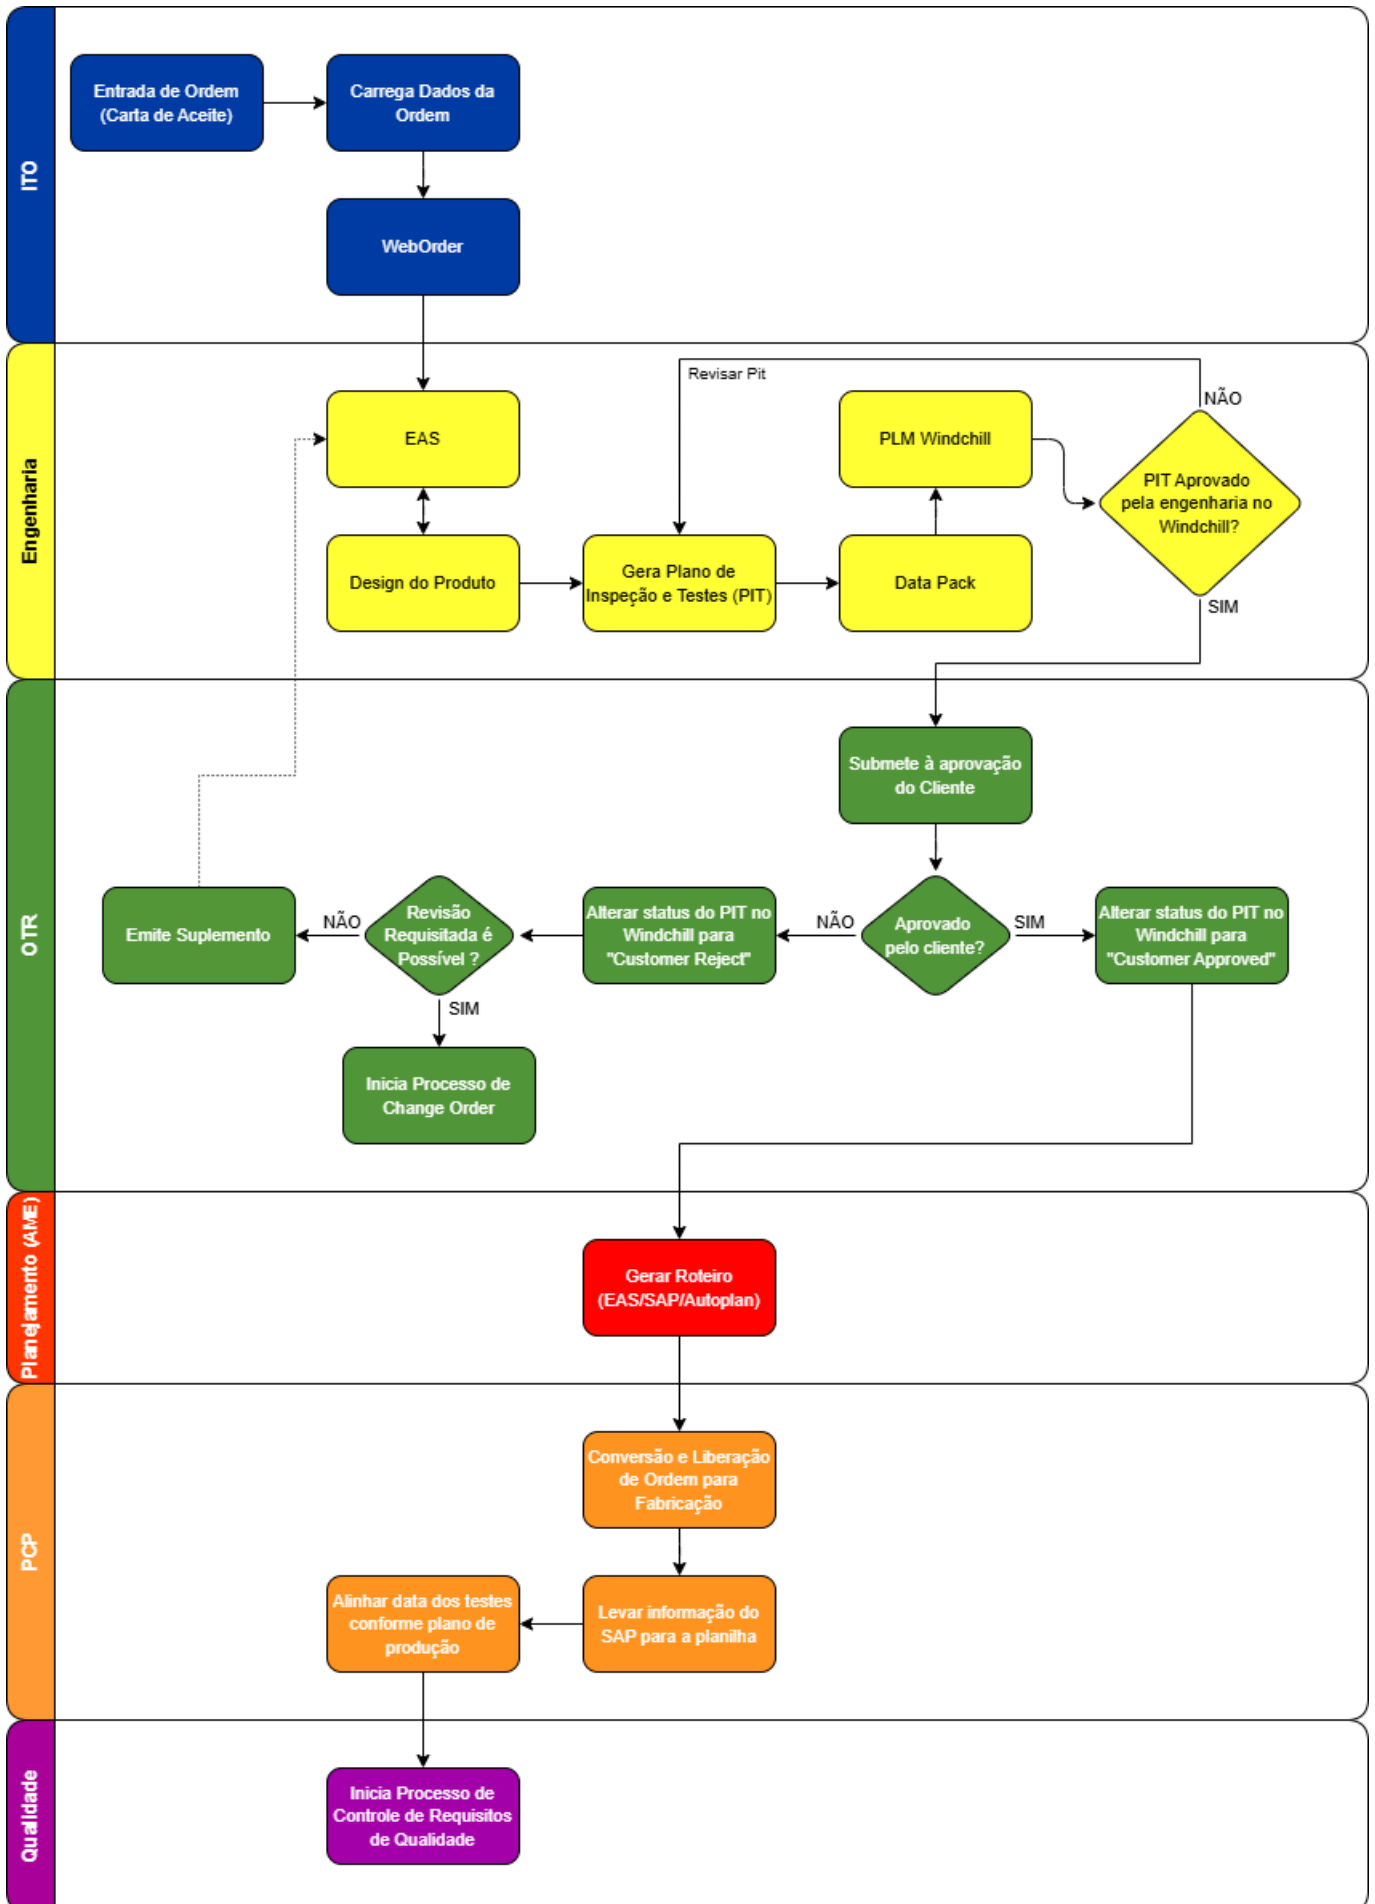 ITO
Entrada de Ordem
(Carta de Aceite)
Carrega Dados da
Ordem
WebOrder
Engenharia
Revisar Pit
NÃO
EAS
PLM Windchill
PIT Aprovado
pela engenharia no
Windchill?
Design do Produto
Gera Plano de
Inspeção e Testes (PIT)
Data Pack
SIM
OTR
Submete à aprovação
do Cliente
Emite Suplemento
NÃO
Revisão
Requisitada é
Possível ?
Alterar status do PIT no
Windchill para
"Customer Reject"
NÃO
Aprovado
pelo cliente?
SIM
Alterar status do PIT no
Windchill para
"Customer Approved"
SIM
Inicia Processo de
Change Order
Planejamento (AME)
Gerar Roteiro
(EAS/SAP/Autoplan)
PCP
Conversão e Liberação
de Ordem para
Fabricação
Alinhar data dos testes
conforme plano de
produção
Levar informação do
SAP para a planilha
Qualidade
Inicia Processo de
Controle de Requisitos
de Qualidade